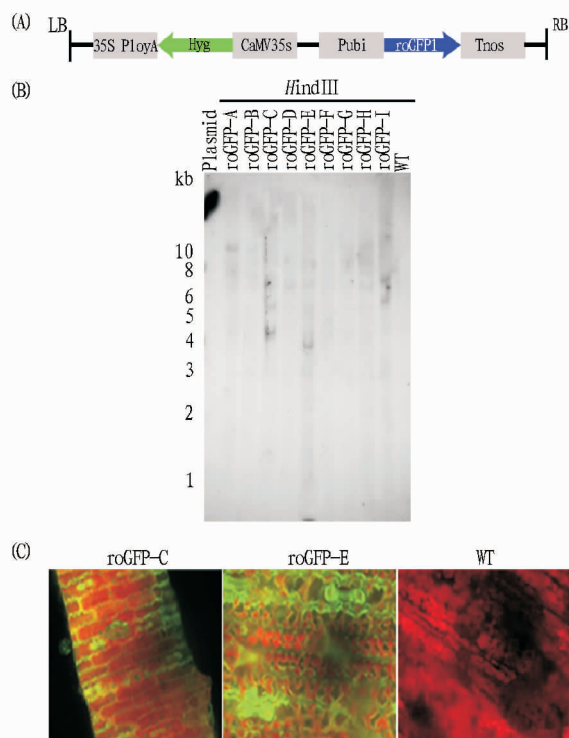 (A)
LB
RB
35S PloyA
Hyg
CaMV35s
Pubi
roGFP1
Tnos
(B)
HindIII
Plasmid
roGFP-A
roGFP-B
roGFP-C
roGFP-D
roGFP-E
roGFP-F
roGFP-G
roGFP-H
roGFP-I
WT
kb
10
8
6
5
4
3
2
1
(C)
roGFP-C
roGFP-E
WT